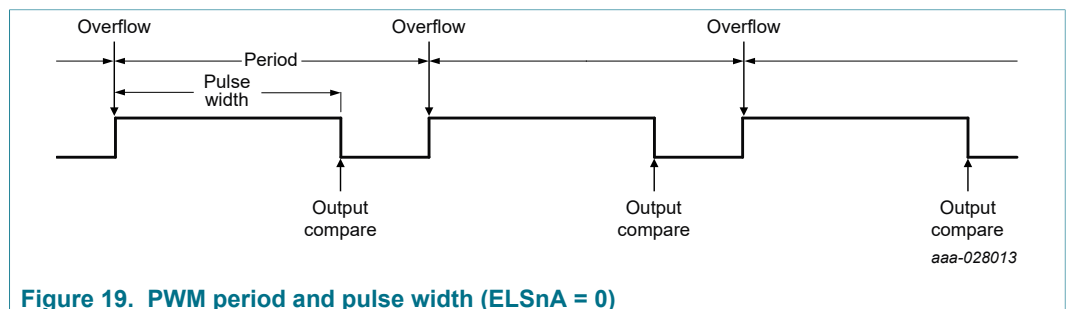 Overflow
Overflow
Overflow
Period
Pulse
width
Output
compare
Output
compare
Output
compare
aaa-028013
Figure 19. PWM period and pulse width (ELSnA = 0)